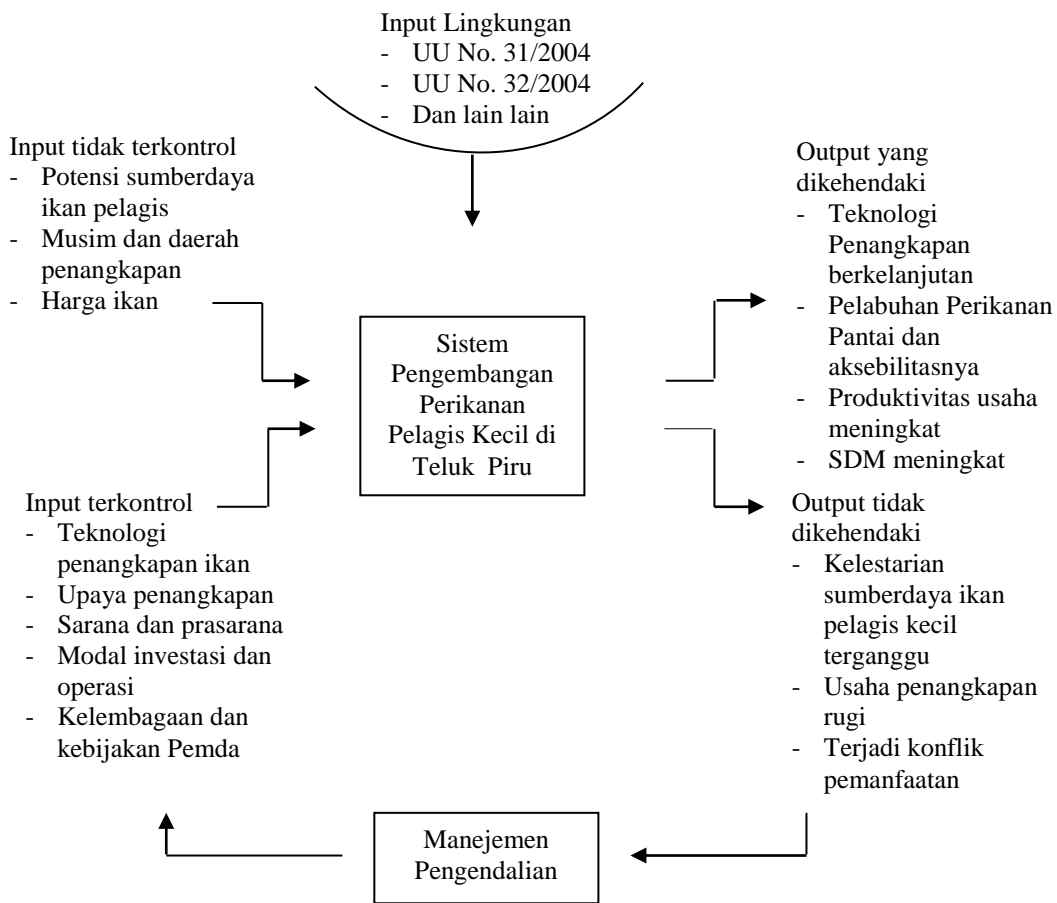 Input Lingkungan
- UU No. 31/2004
- UU No. 32/2004
- Dan lain lain
Input tidak terkontrol
- Potensi sumberdaya
ikan pelagis
- Musim dan daerah
penangkapan
- Harga ikan
Sistem
Pengembangan
Perikanan
Pelagis Kecil di
Teluk Piru
Output yang
dikehendaki
- Teknologi
Penangkapan
berkelanjutan
- Pelabuhan Perikanan
Pantai dan
aksebilitasnya
- Produktivitas usaha
meningkat
- SDM meningkat
Input terkontrol
- Teknologi
penangkapan ikan
- Upaya penangkapan
- Sarana dan prasarana
- Modal investasi dan
operasi
- Kelembagaan dan
kebijakan Pemda
Output tidak
dikehendaki
- Kelestarian
sumberdaya ikan
pelagis kecil
terganggu
- Usaha penangkapan
rugi
- Terjadi konflik
pemanfaatan
Manejemen
Pengendalian